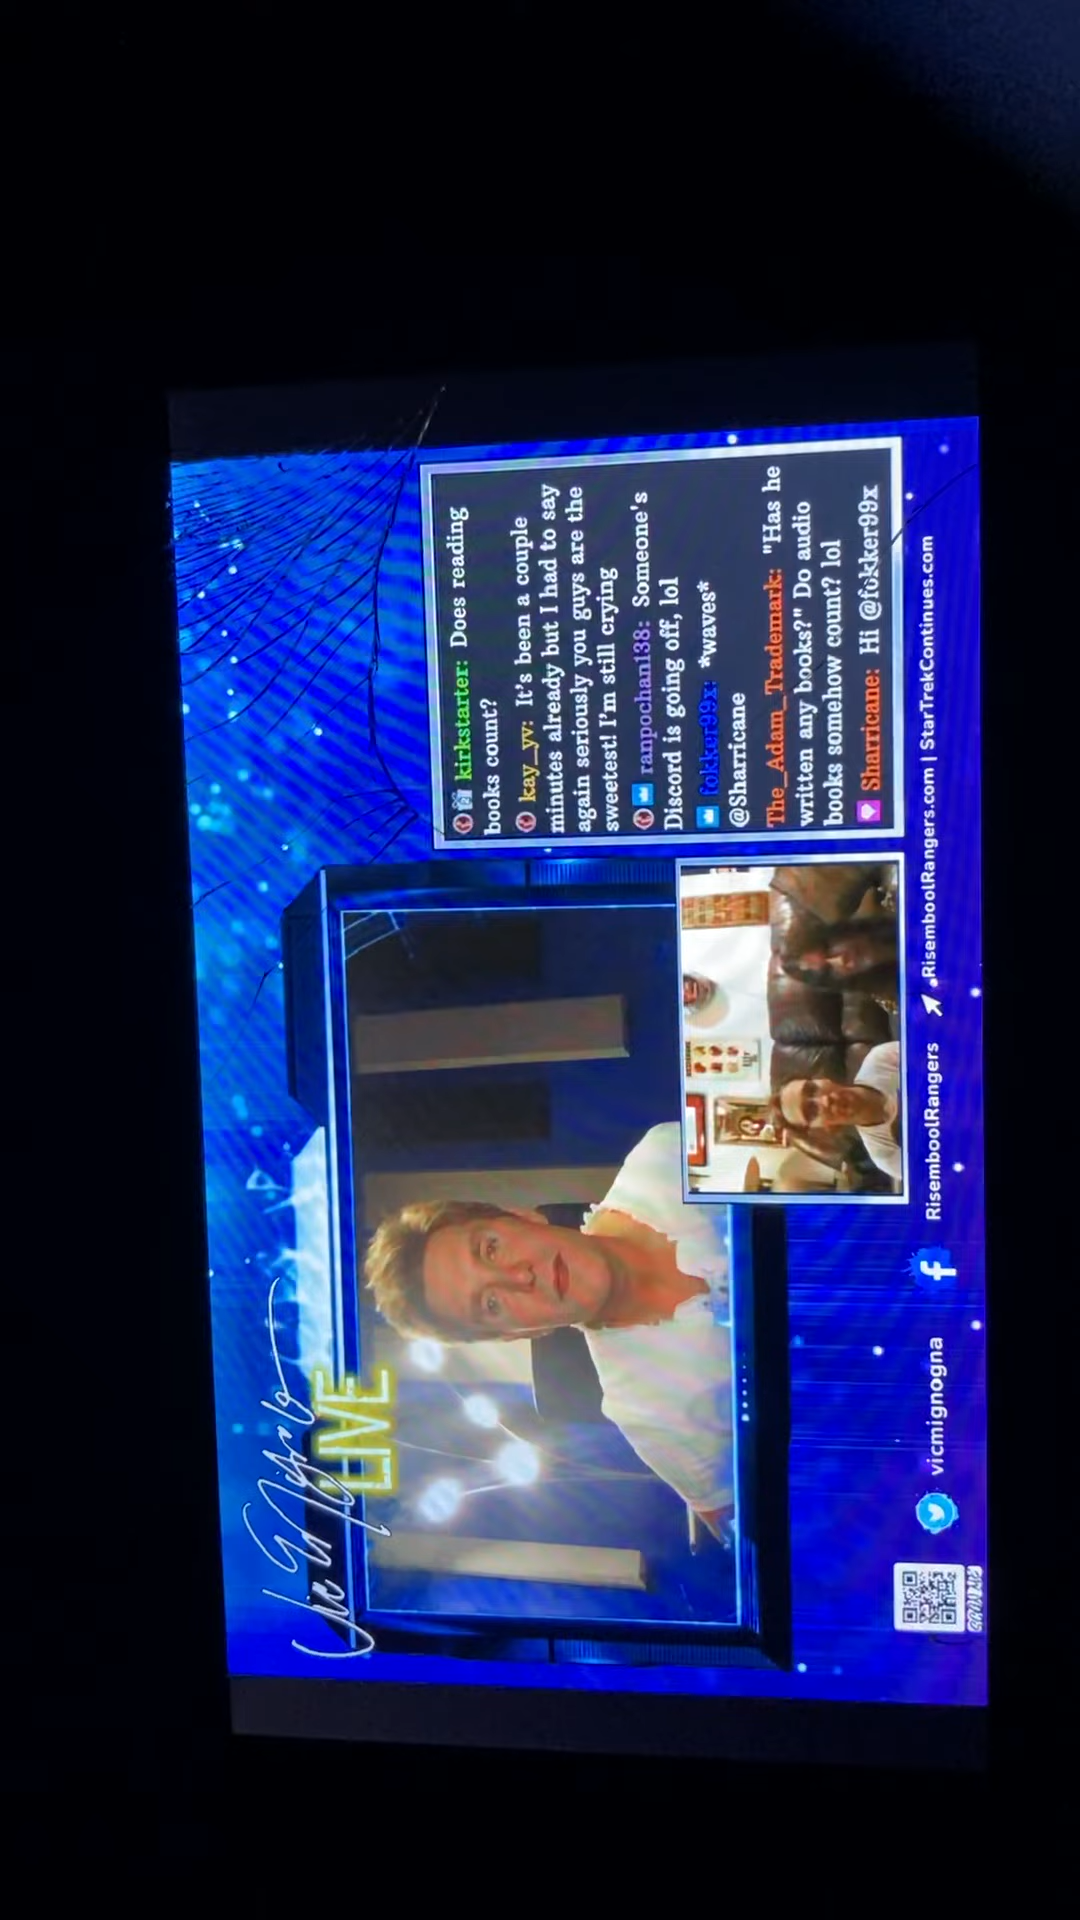 LIVE
kirkstarter: Does reading
books count?
kay_yv: It's been a couple
minutes already but I had to say
again seriously you guys are the
sweetest! I'm still crying
ranpochan138: Someone's
Discord is going off, lol
fokker99x: *waves*
@Sharricane
The_Adam_Trademark: "Has he
written any books?" Do audio
books somehow count? lol
Sharricane: Hi @fokker99x
vicmignogna
RisemboolRangers
RisemboolRangers.com | StarTrekContinues.com